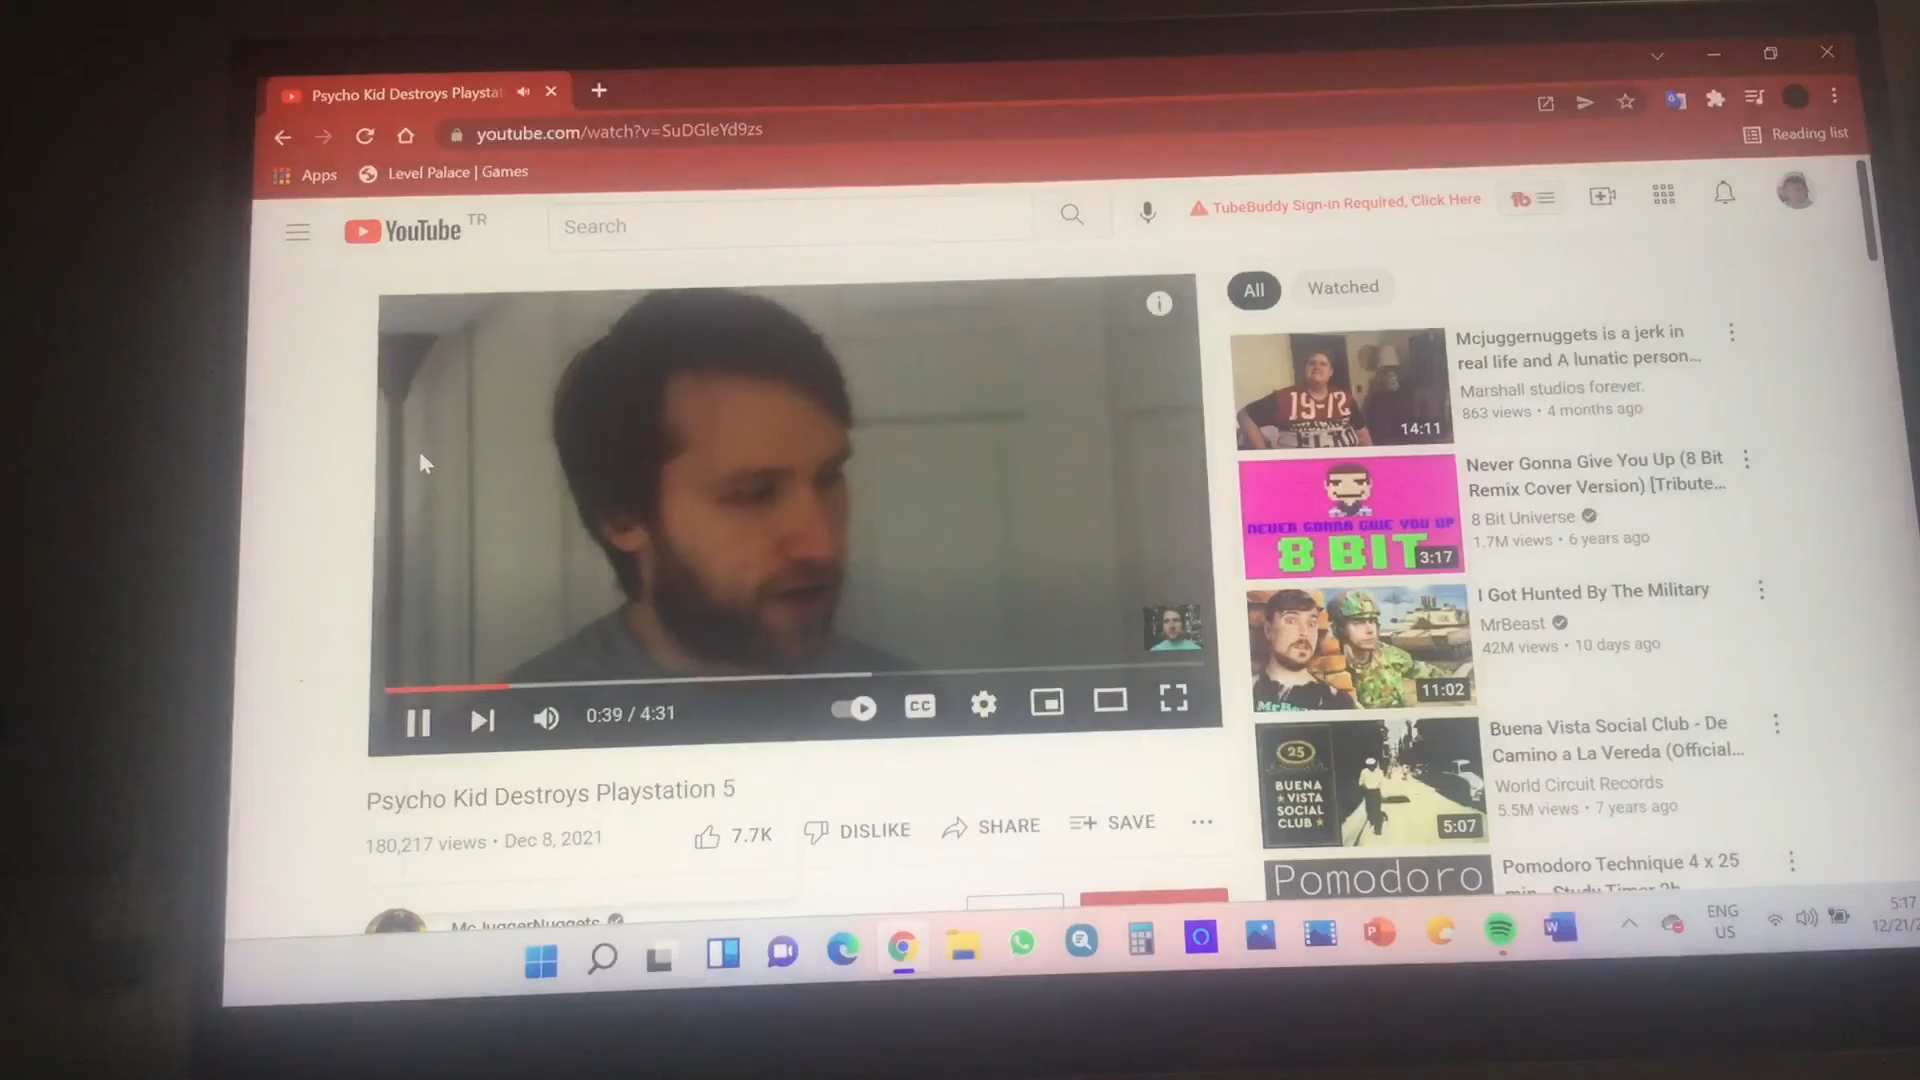 Psycho Kid Destroys Playstat
youtube.com/watch?v=SuDGleYd9zs
Reading list
Apps
Level Palace | Games
YouTube TR
Search
TubeBuddy Sign-in Required, Click Here
tb
All
Watched
Mcjuggernuggets is a jerk in
real life and A lunatic person...
Marshall studios forever.
863 views • 4 months ago
19-72
14:11
Never Gonna Give You Up (8 Bit
Remix Cover Version) [Tribute...
8 Bit Universe
1.7M views • 6 years ago
NEVER GONNA GIVE YOU UP
8 BIT
3:17
I Got Hunted By The Military
MrBeast
42M views • 10 days ago
11:02
Buena Vista Social Club - De
Camino a La Vereda (Official...
World Circuit Records
5.5M views • 7 years ago
25
BUENA
VISTA
SOCIAL
CLUB
5:07
Pomodoro
Pomodoro Technique 4 x 25
min - Study Timer 2h
0:39 / 4:31
CC
Psycho Kid Destroys Playstation 5
180,217 views • Dec 8, 2021
7.7K
DISLIKE
SHARE
SAVE
McJuggerNuggets
ENG
US
5:17
12/21/2